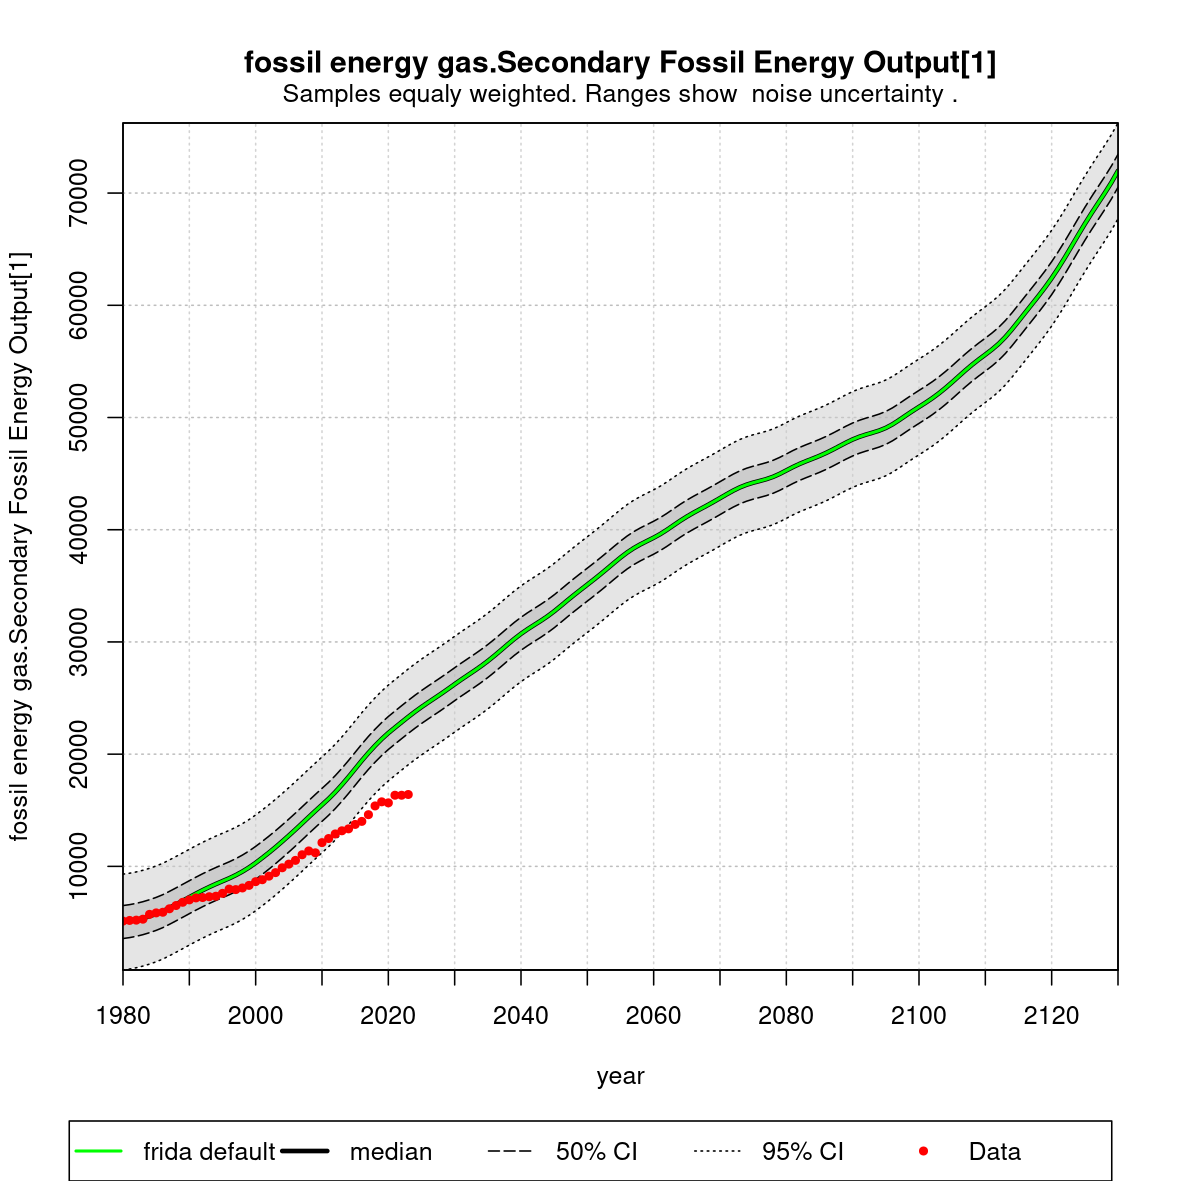 fossil energy gas.Secondary Fossil Energy Output[1]
Samples equaly weighted. Ranges show  noise uncertainty .
fossil energy gas.Secondary Fossil Energy Output[1]
70000
60000
50000
40000
30000
20000
10000
1980 2000 2020 2040 2060 2080 2100 2120
year
frida default median 50% CI 95% CI Data